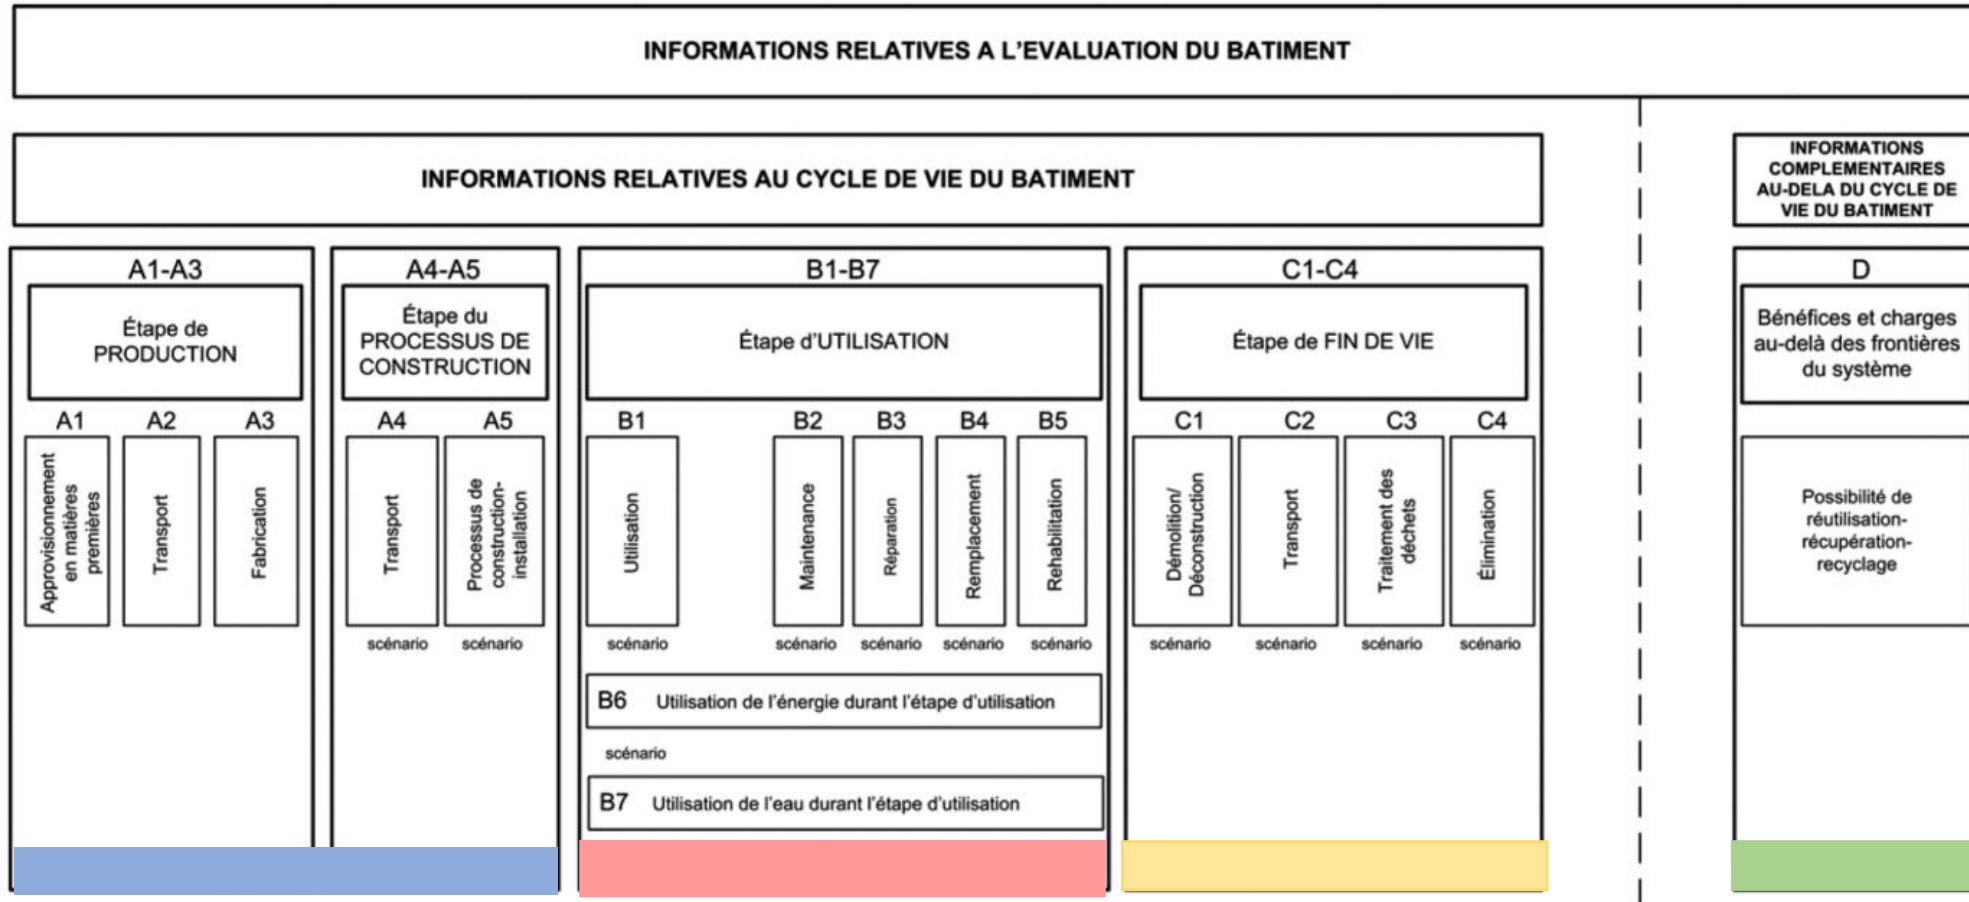 INFORMATIONS RELATIVES A L'EVALUATION DU BATIMENT
INFORMATIONS RELATIVES AU CYCLE DE VIE DU BATIMENT
INFORMATIONS
COMPLEMENTAIRES
AU-DELA DU CYCLE DE
VIE DU BATIMENT
A1-A3
Étape de
PRODUCTION
A1
Approvisionnement
en matières
premières
A2
Transport
A3
Fabrication
A4-A5
Étape du
PROCESSUS DE
CONSTRUCTION
A4
Transport
scénario
A5
Processus de
construction-
installation
scénario
B1-B7
Étape d'UTILISATION
B1
Utilisation
scénario
B2
Maintenance
scénario
B3
Réparation
scénario
B4
Remplacement
scénario
B5
Rehabilitation
scénario
B6 Utilisation de l'énergie durant l'étape d'utilisation
scénario
B7 Utilisation de l'eau durant l'étape d'utilisation
C1-C4
Étape de FIN DE VIE
C1
Démolition/
Déconstruction
scénario
C2
Transport
scénario
C3
Traitement des
déchets
scénario
C4
Élimination
scénario
D
Bénéfices et charges
au-delà des frontières
du système
Possibilité de
réutilisation-
récupération-
recyclage